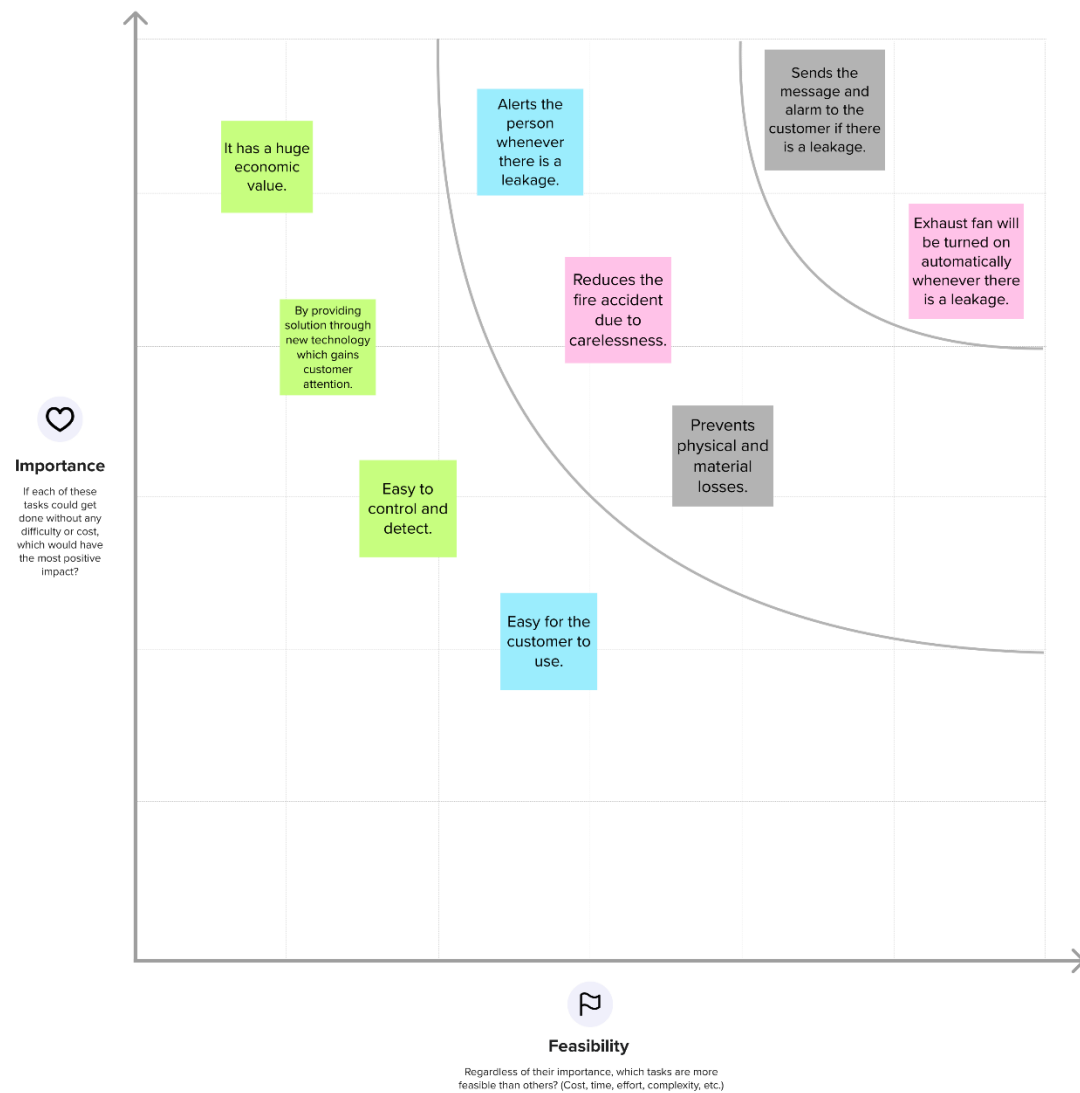 Sends the
message and
alarm to the
customer if there
is a leakage.
Alerts the
person
whenever
there is a
leakage.
It has a huge
economic
value.
Exhaust fan will
be turned on
automatically
whenever there
is a leakage.
Reduces the
fire accident
due to
carelessness.
By providing
solution through
new technology
which gains
customer
attention.
Prevents
physical and
material
losses.
Easy to
control and
detect.
Easy for the
customer to
use.
Importance
If each of these
tasks could get
done without any
difficulty or cost,
which would have
the most positive
impact?
Feasibility
Regardless of their importance, which tasks are more
feasible than others? (Cost, time, effort, complexity, etc.)